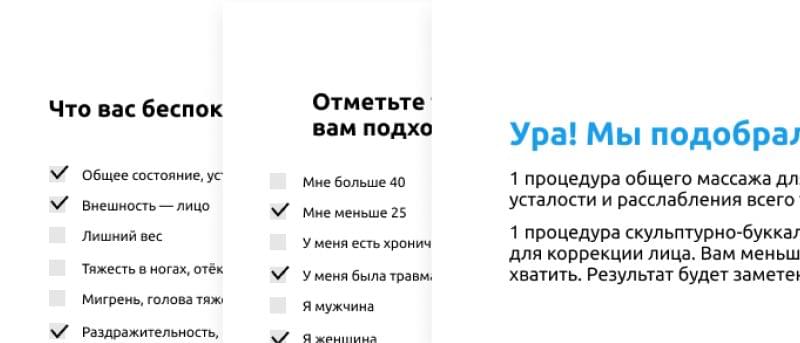 Что вас беспок
Общее состояние, уст
Внешность — лицо
Лишний вес
Тяжесть в ногах, отёк
Мигрень, голова тяж
Раздражительность,
Отметьте
вам подхо
Мне больше 40
Мне меньше 25
У меня есть хронич
У меня была травма
Я мужчина
Я женщина
Ура! Мы подобрал
1 процедура общего массажа для
усталости и расслабления всего
1 процедура скульптурно-буккал
для коррекции лица. Вам меньш
хватить. Результат будет заметен